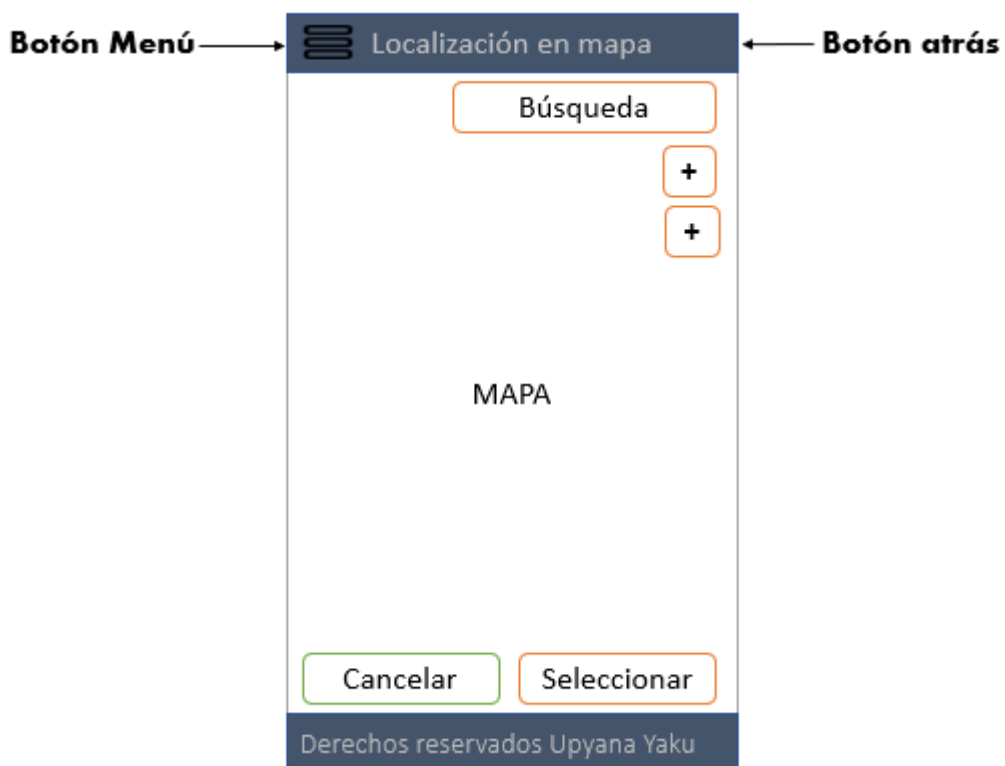 Botón Menú
Localización en mapa
Botón atrás
Búsqueda
+
+
MAPA
Cancelar
Seleccionar
Derechos reservados Upyana Yaku